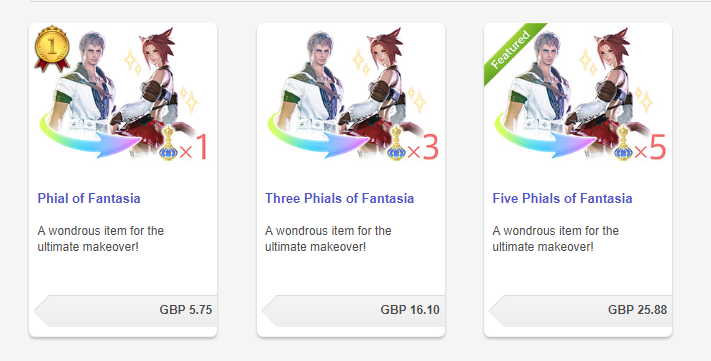 1
×1
Phial of Fantasia
A wondrous item for the
ultimate makeover!
GBP 5.75
×3
Three Phials of Fantasia
A wondrous item for the
ultimate makeover!
GBP 16.10
Featured
×5
Five Phials of Fantasia
A wondrous item for the
ultimate makeover!
GBP 25.88